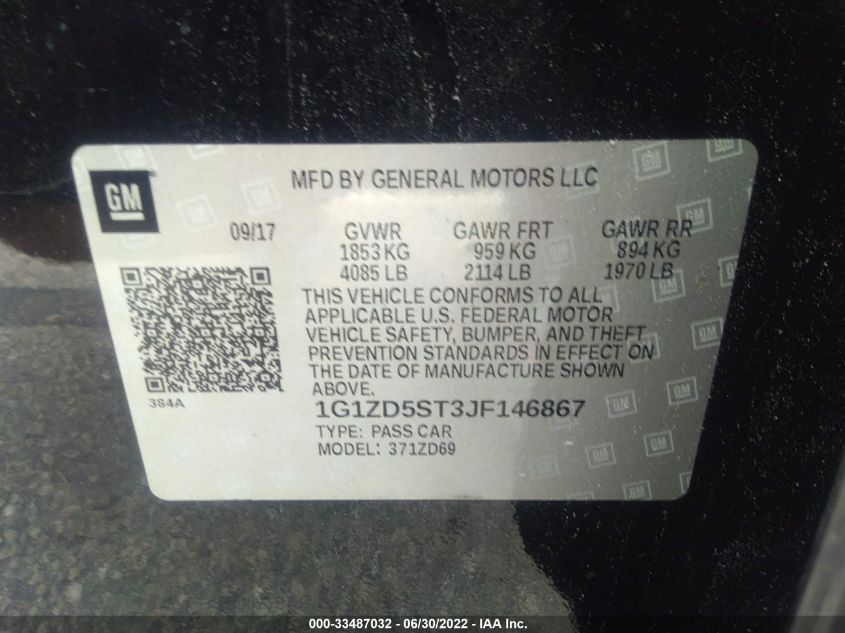 GM
MFD BY GENERAL MOTORS LLC
09/17 GVWR GAWR FRT GAWR RR
1853 KG 959 KG 894 KG
4085 LB 2114 LB 1970 LB
THIS VEHICLE CONFORMS TO ALL
APPLICABLE U.S. FEDERAL MOTOR
VEHICLE SAFETY, BUMPER, AND THEFT
PREVENTION STANDARDS IN EFFECT ON
THE DATE OF MANUFACTURE SHOWN
ABOVE.
384A
1G1ZD5ST3JF146867
TYPE: PASS CAR
MODEL: 371ZD69
000-33487032 - 06/30/2022 - IAA Inc.